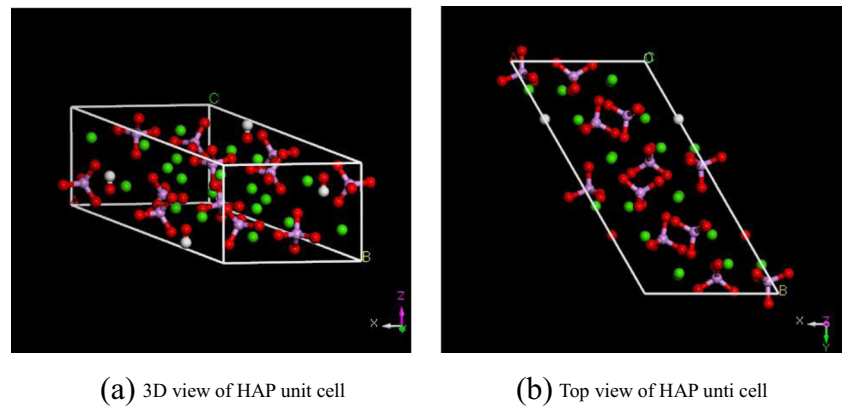 C
A
B
Z
X
A
C
B
X
Z
Y
(a) 3D view of HAP unit cell
(b) Top view of HAP unti cell